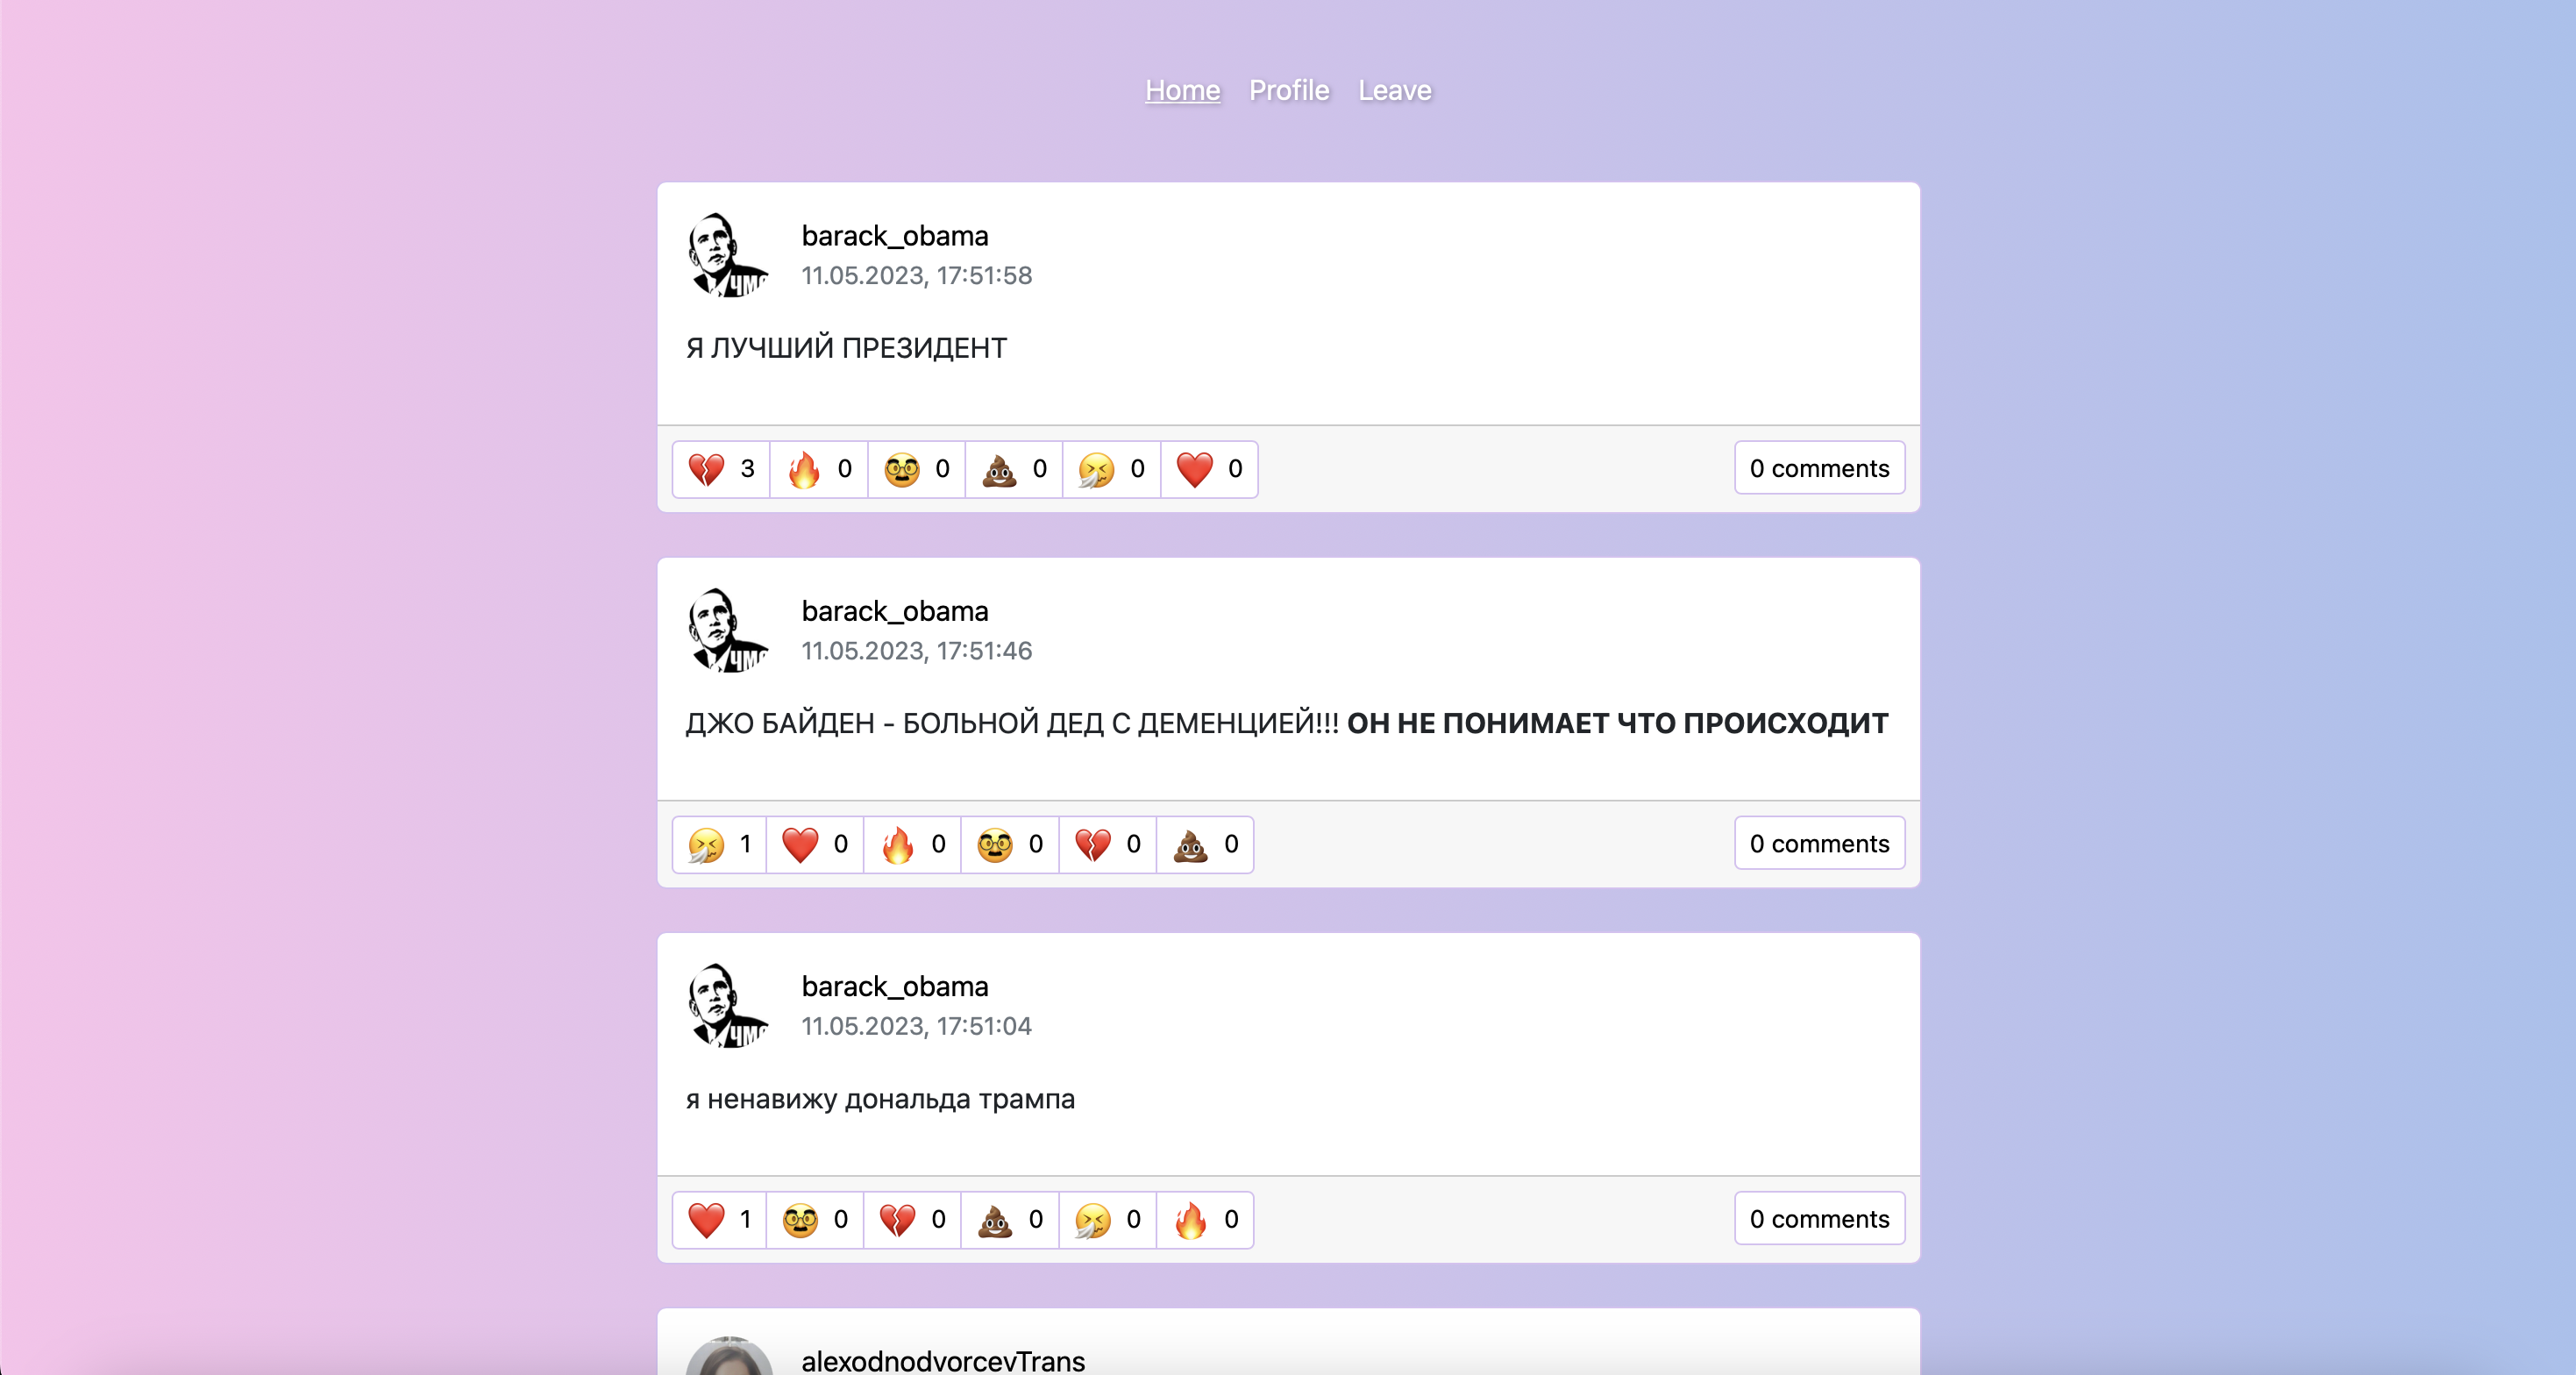 Home Profile Leave
barack_obama
11.05.2023, 17:51:58
Я ЛУЧШИЙ ПРЕЗИДЕНТ
3 0 0 0 0 0
0 comments
barack_obama
11.05.2023, 17:51:46
ДЖО БАЙДЕН - БОЛЬНОЙ ДЕД С ДЕМЕНЦИЕЙ!!! ОН НЕ ПОНИМАЕТ ЧТО ПРОИСХОДИТ
1 0 0 0 0 0
0 comments
barack_obama
11.05.2023, 17:51:04
я ненавижу дональда трампа
1 0 0 0 0 0
0 comments
alexodnodvorcevTrans